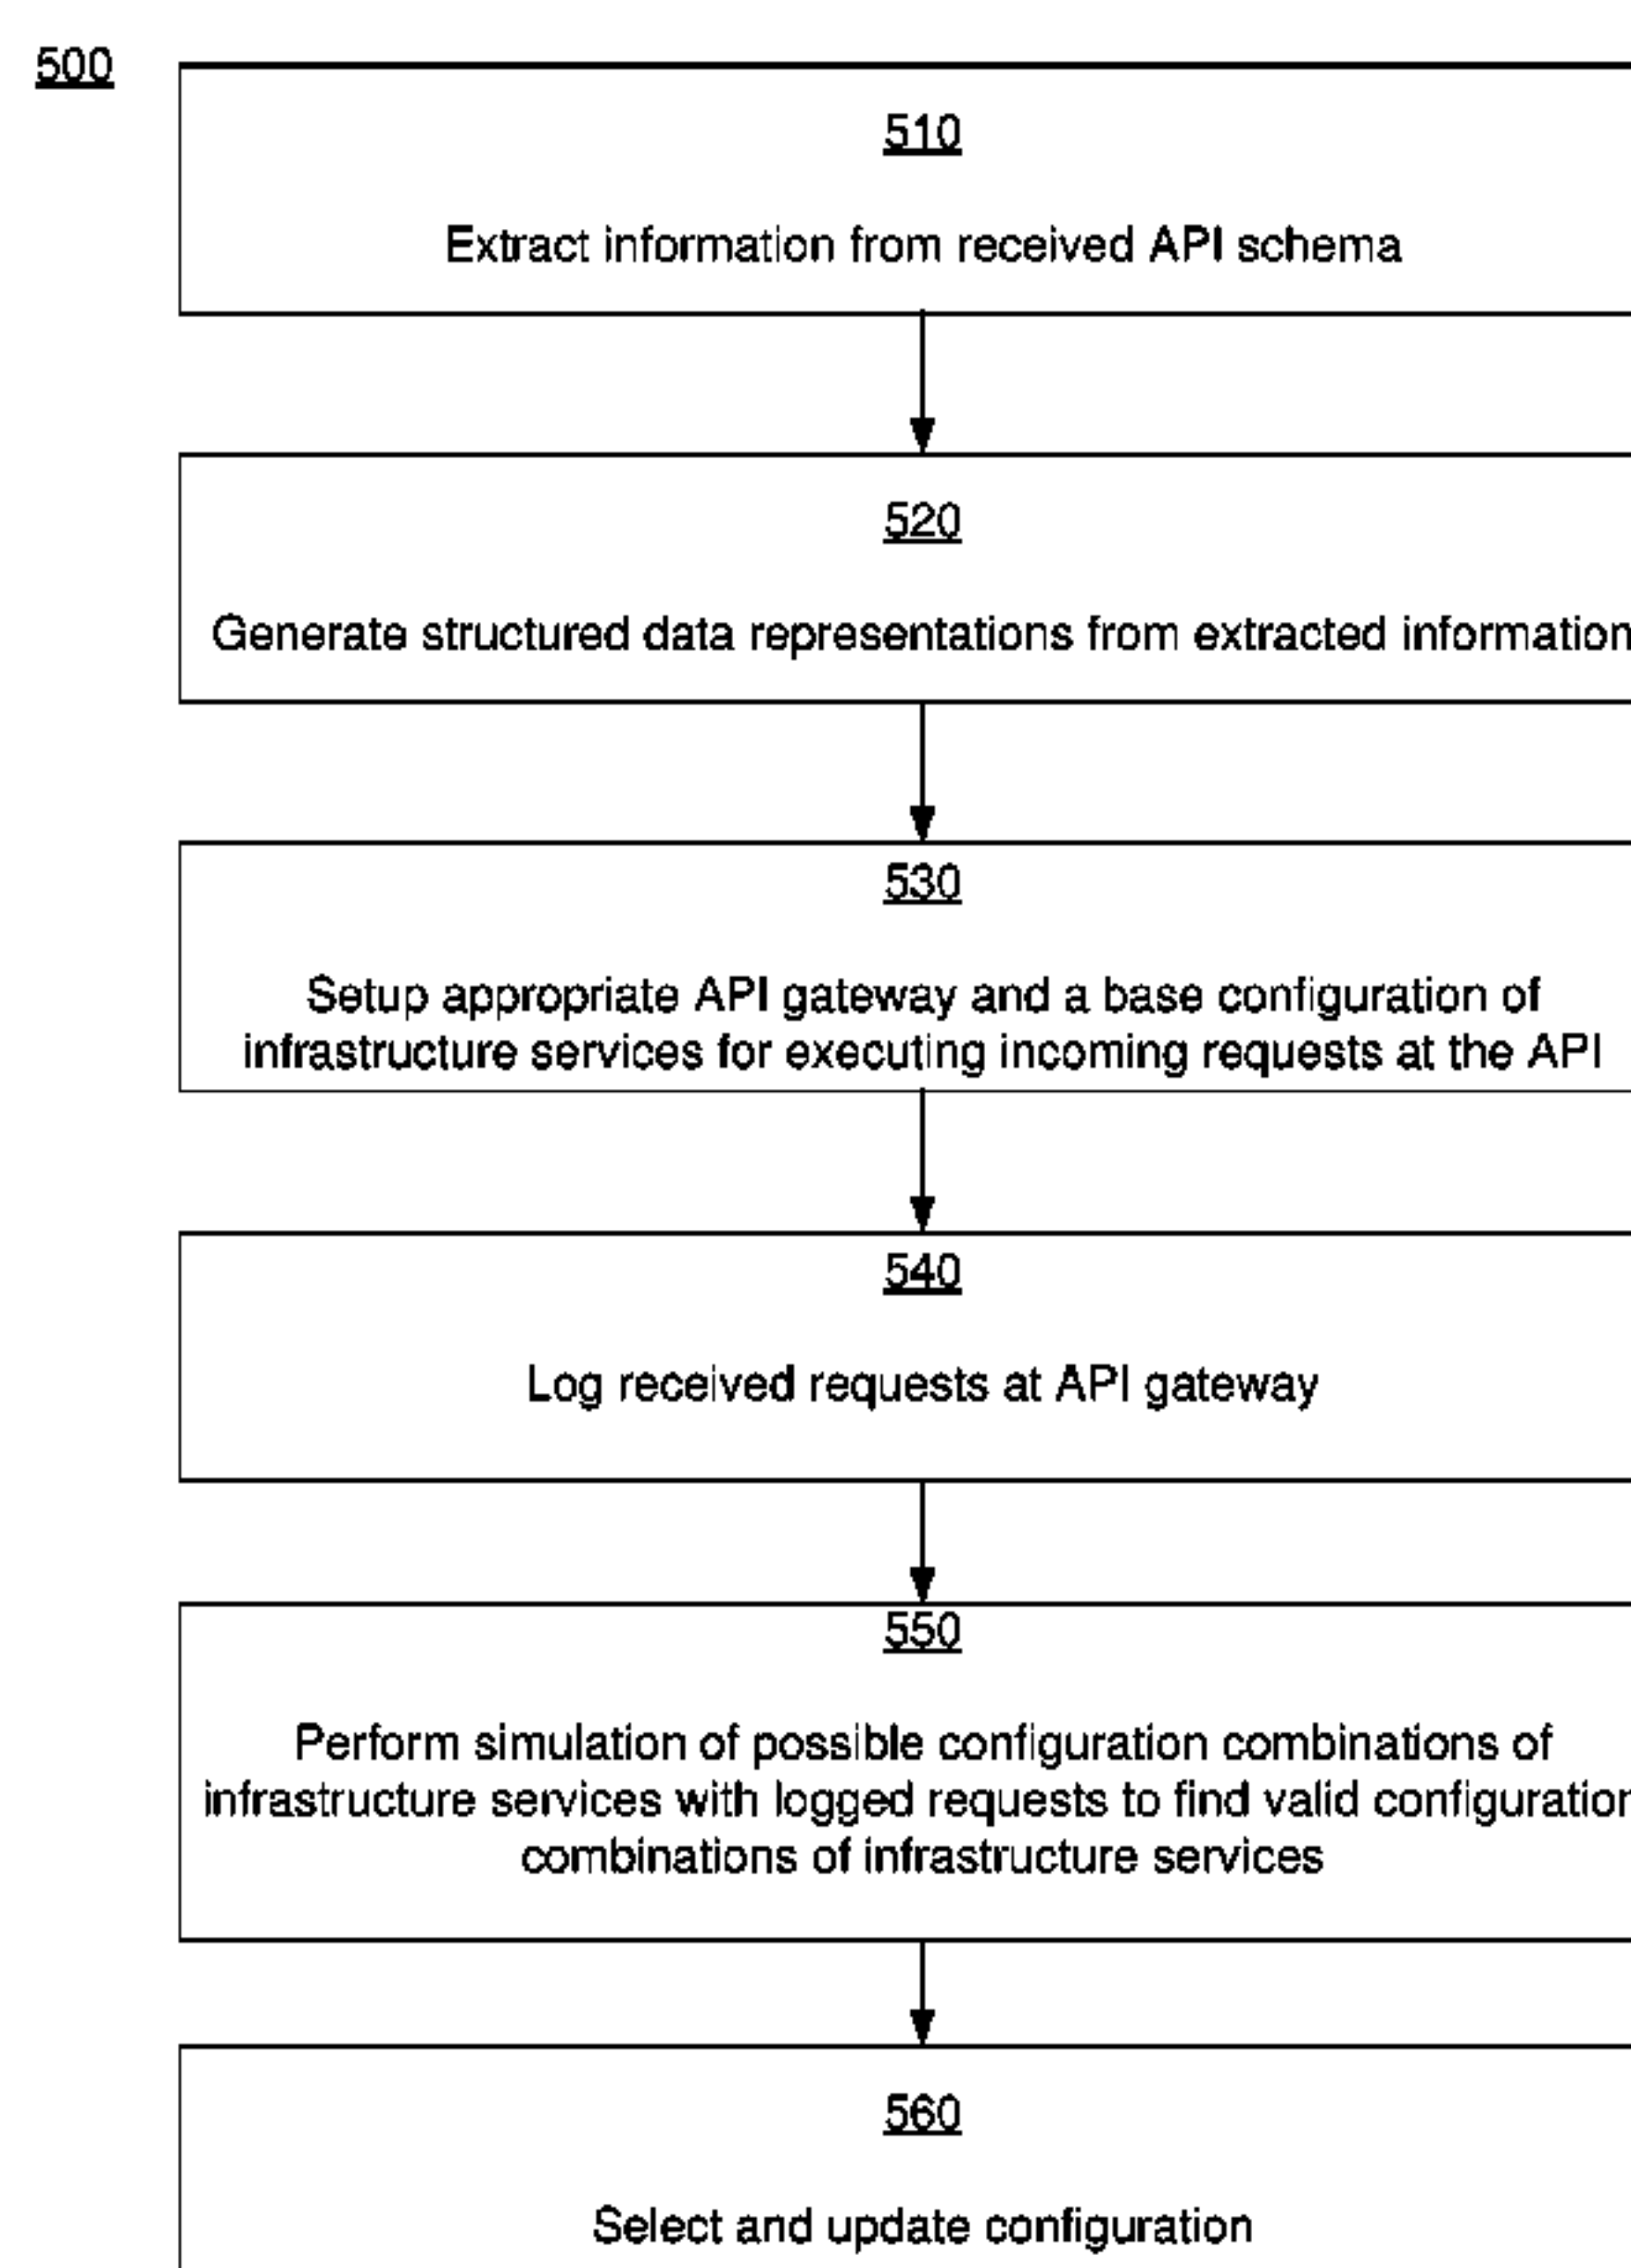 500
510
Extract information from received API schema
520
Generate structured data representations from extracted information
530
Setup appropriate API gateway and a base configuration of
infrastructure services for executing incoming requests at the API
540
Log received requests at API gateway
550
Perform simulation of possible configuration combinations of
infrastructure services with logged requests to find valid configuration
combinations of infrastructure services
560
Select and update configuration